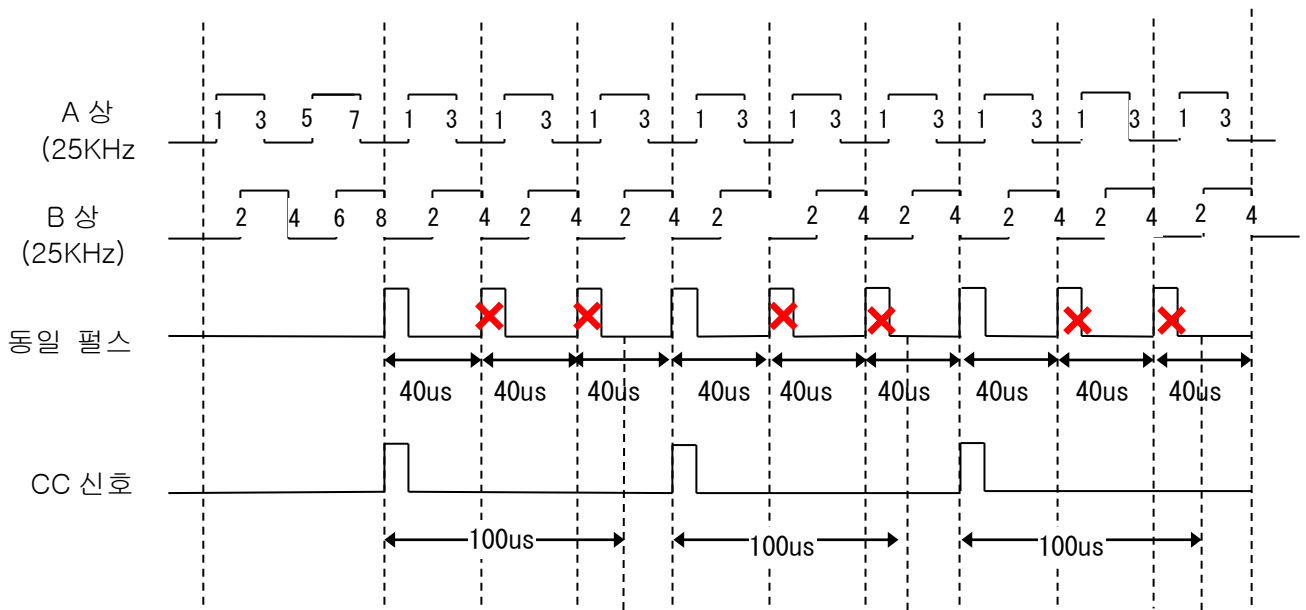 A 상
(25KHz
1 3 5 7 1 3 1 3 1 3 1 3 1 3 1 3 1 3 1 3 1 3
B 상
(25KHz)
2 4 6 8 2 4 2 4 2 4 2 2 4 2 4 2 4 2 4 2 4
동일 펄스
40us 40us 40us 40us 40us 40us 40us 40us 40us
CC 신호
100us 100us 100us